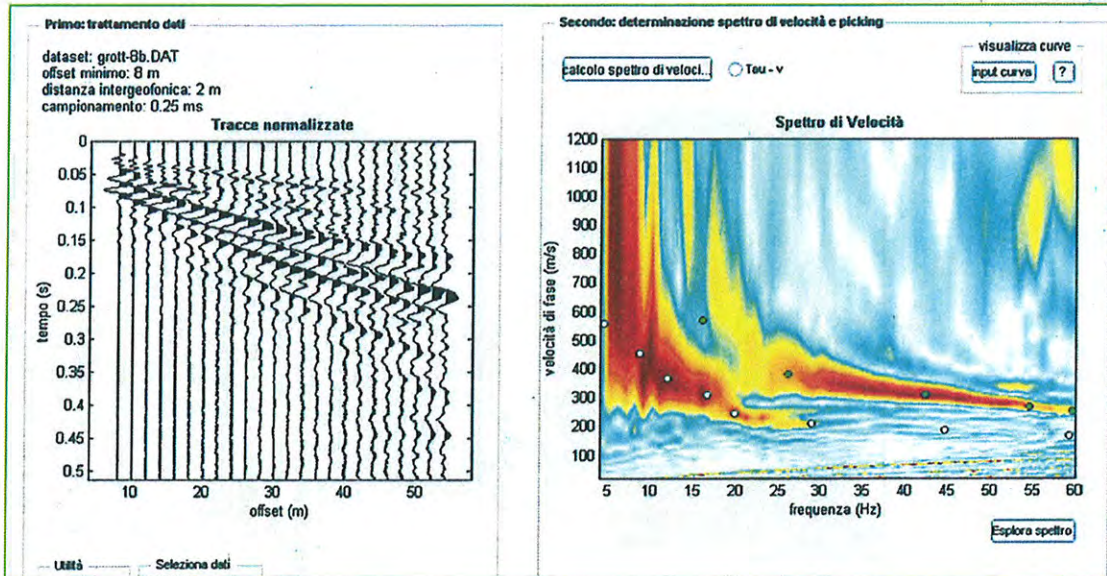 Primo: trattamento dati
dataset: grott-8b.DAT
offset minimo: 8 m
distanza intergeofonica: 2 m
campionamento: 0.25 ms
Tracce normalizzate
0
0.05
0.1
0.15
0.2
0.25
0.3
0.35
0.4
0.45
0.5
tempo (s)
10
20
30
40
50
offset (m)
Utilità
Seleziona dati
Secondo: determinazione spettro di velocità e picking
calcolo spettro di veloci...
Tau - v
visualizza curve
input curva
?
Spettro di Velocità
1200
1100
1000
900
800
700
600
500
400
300
200
100
velocità di fase (m/s)
5
10
15
20
25
30
35
40
45
50
55
60
frequenza (Hz)
Esplora spettro